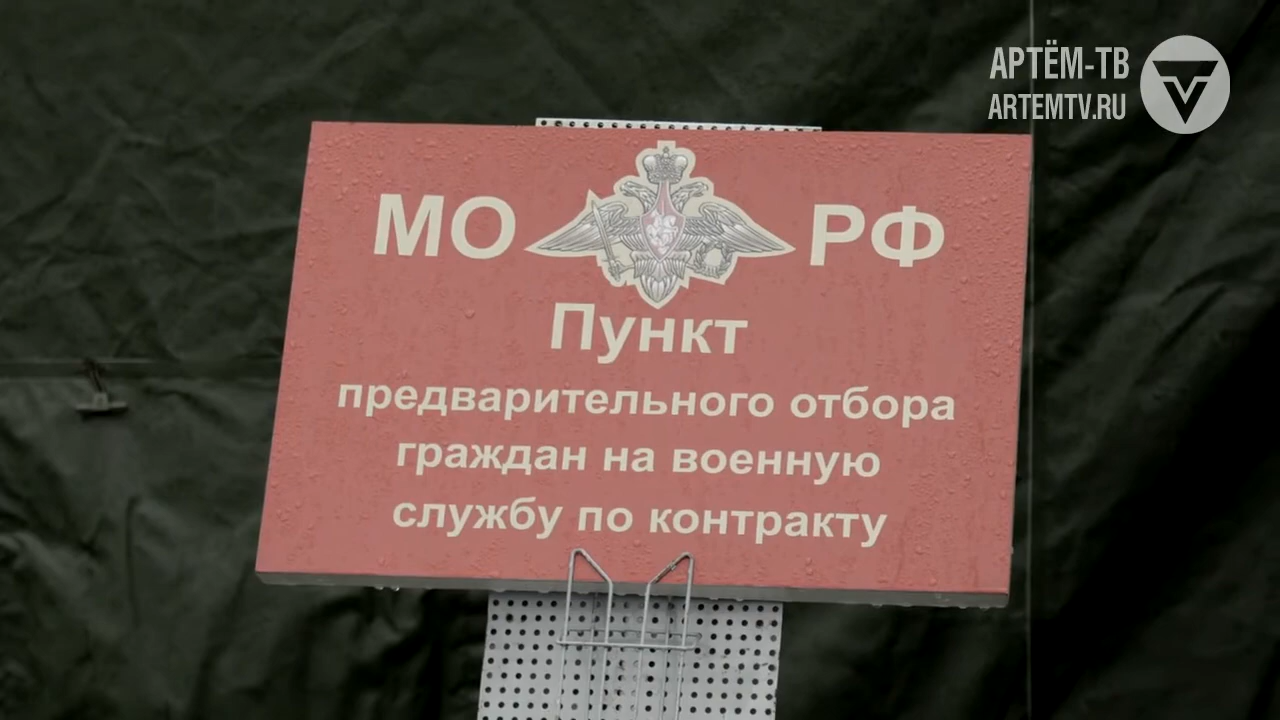 АРТЁМ-ТВ
ARTEMTV.RU
МО РФ
Пункт
предварительного отбора
граждан на военную
службу по контракту